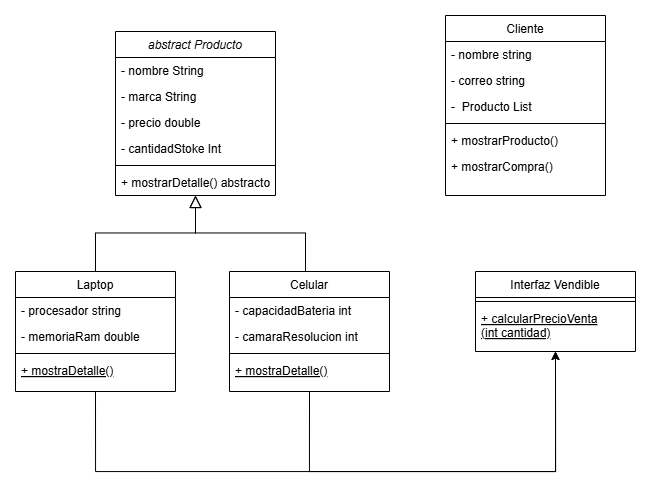 abstract Producto
- nombre String
- marca String
- precio double
- cantidadStoke Int
+ mostrarDetalle() abstracto
Cliente
- nombre string
- correo string
- Producto List
+ mostrarProducto()
+ mostrarCompra()
Laptop
- procesador string
- memoriaRam double
+ mostraDetalle()
Celular
- capacidadBateria int
- camaraResolucion int
+ mostraDetalle()
Interfaz Vendible
+ calcularPrecioVenta
(int cantidad)